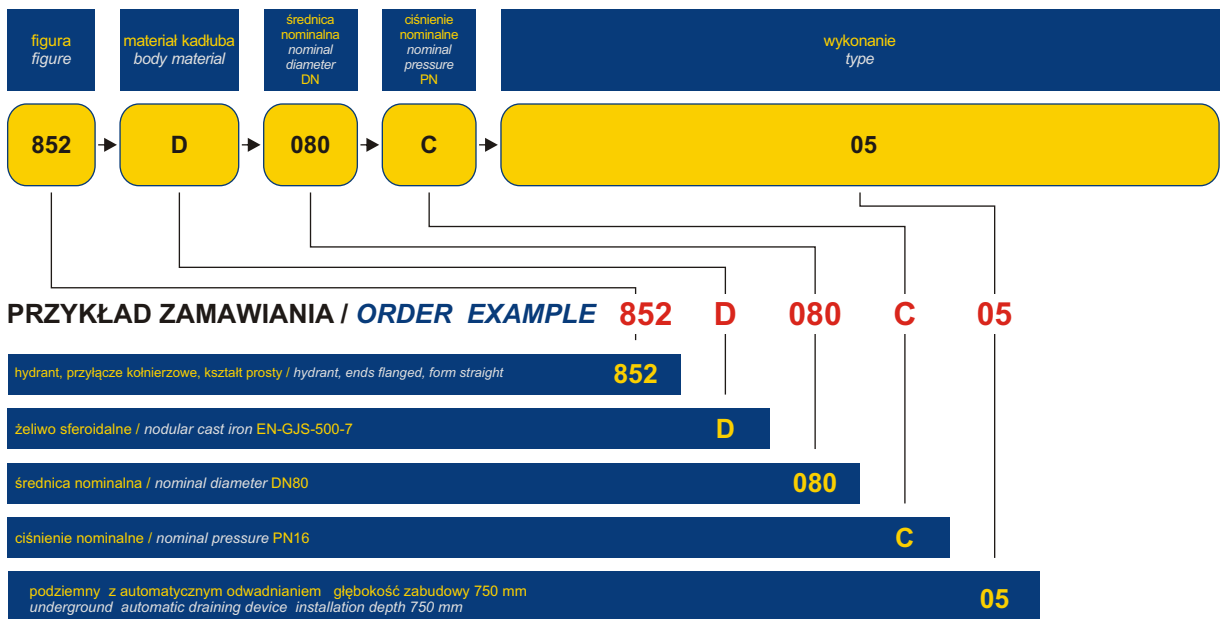 figura
figure
materiał kadłuba
body material
średnica
nominalna
nominal
diameter
DN
ciśnienie
nominalne
nominal
pressure
PN
wykonanie
type
852
D
080
C
05
PRZYKŁAD ZAMAWIANIA / ORDER EXAMPLE 852 D 080 C 05
hydrant, przyłącze kołnierzowe, kształt prosty / hydrant, ends flanged, form straight 852
żeliwo sferoidalne / nodular cast iron EN-GJS-500-7 D
średnica nominalna / nominal diameter DN80 080
ciśnienie nominalne / nominal pressure PN16 C
podziemny z automatycznym odwadnianiem głębokość zabudowy 750 mm
underground automatic draining device installation depth 750 mm
05